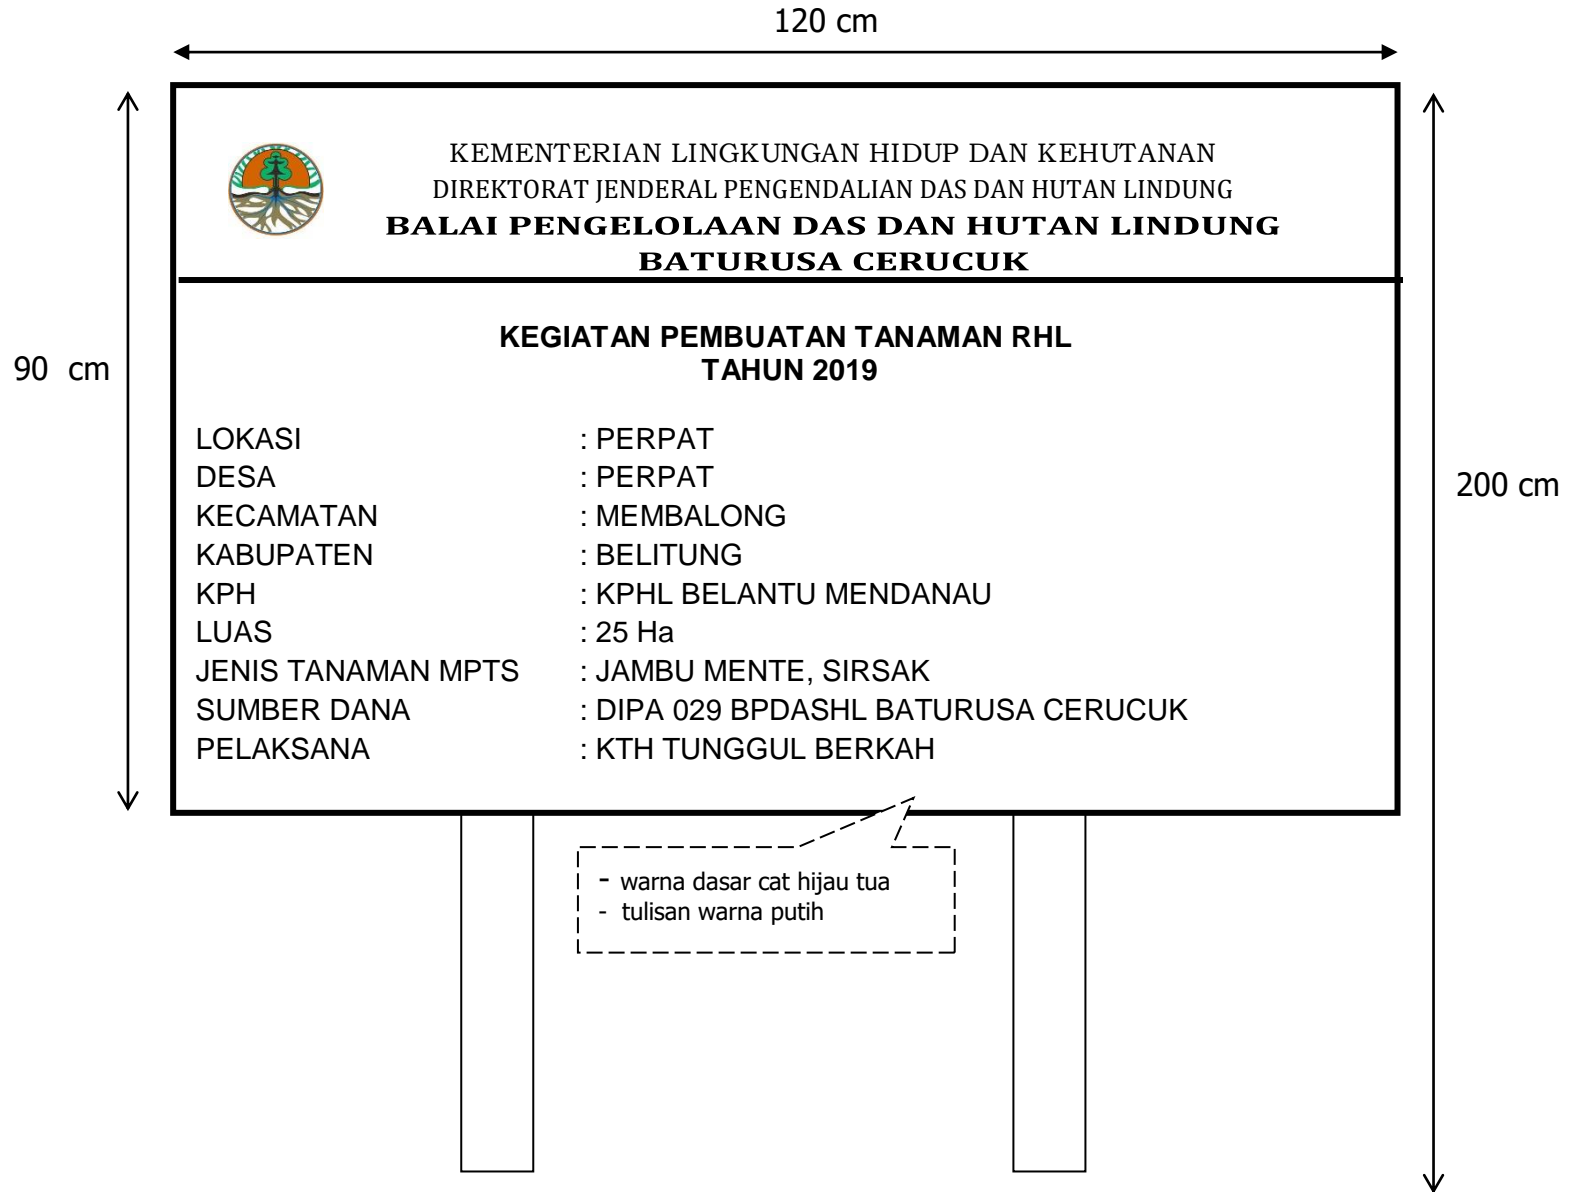 120 cm
KEMENTERIAN LINGKUNGAN HIDUP DAN KEHUTANAN
DIREKTORAT JENDERAL PENGENDALIAN DAS DAN HUTAN LINDUNG
BALAI PENGELOLAAN DAS DAN HUTAN LINDUNG
BATURUSA CERUCUK
KEGIATAN PEMBUATAN TANAMAN RHL
TAHUN 2019
90 cm
LOKASI : PERPAT
DESA : PERPAT
KECAMATAN : MEMBALONG
KABUPATEN : BELITUNG
KPH : KPHL BELANTU MENDANAU
LUAS : 25 Ha
JENIS TANAMAN MPTS : JAMBU MENTE, SIRSAK
SUMBER DANA : DIPA 029 BPDASHL BATURUSA CERUCUK
PELAKSANA : KTH TUNGGUL BERKAH
200 cm
- warna dasar cat hijau tua
- tulisan warna putih